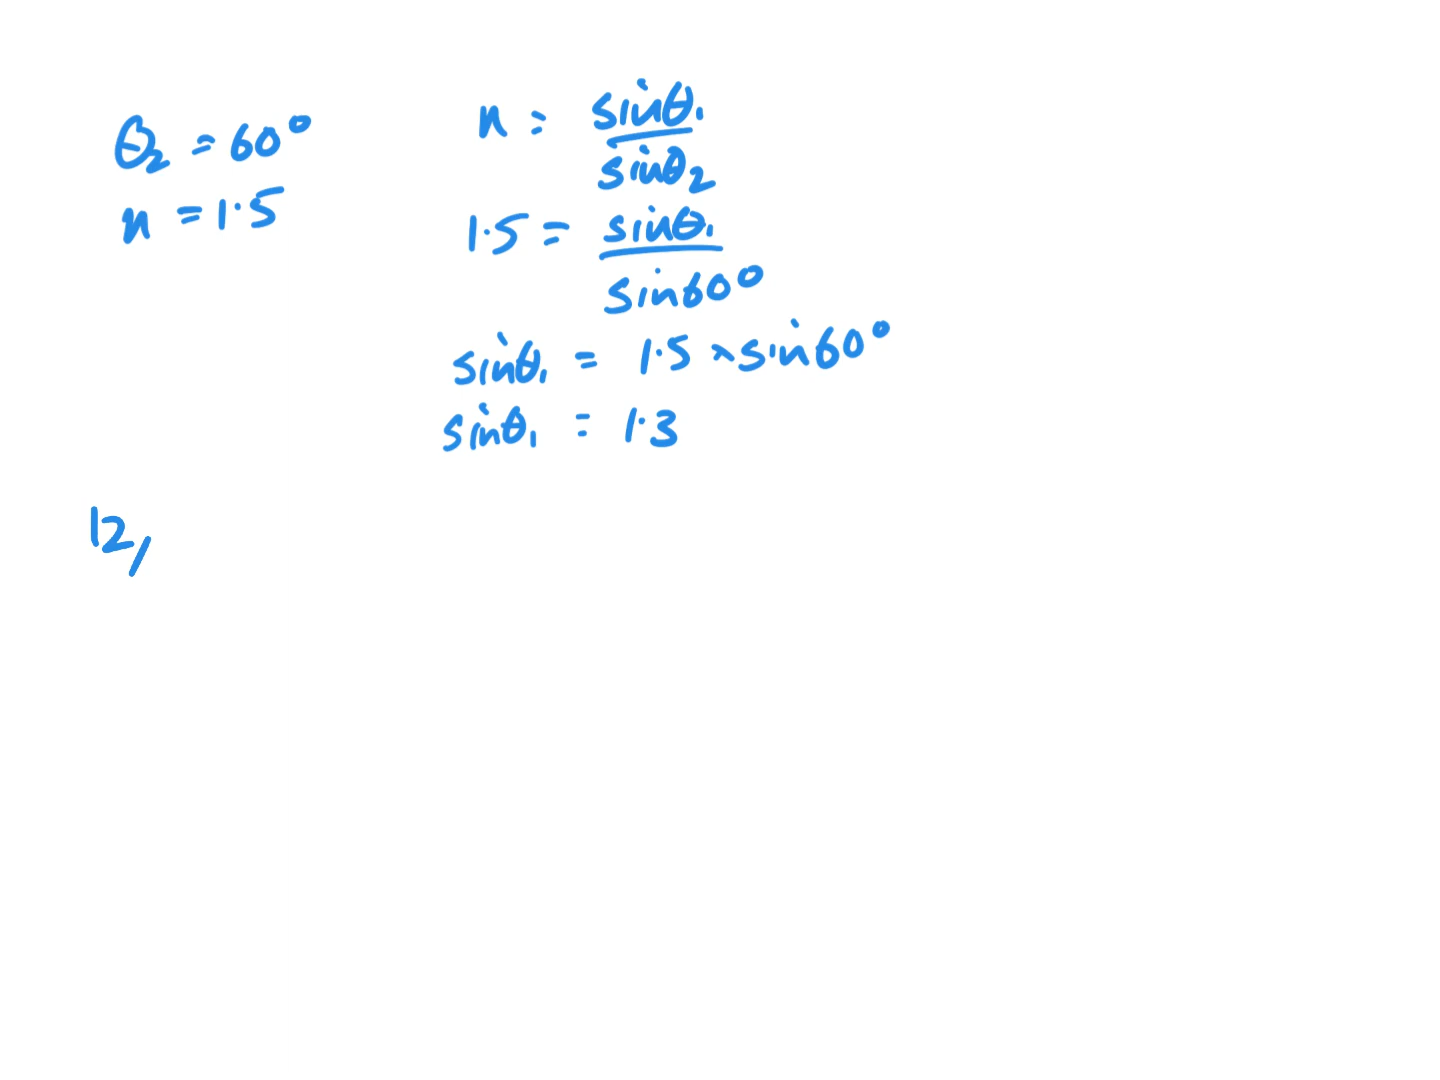 θ₂ = 60°
n = 1.5
n = sinθ₁/sinθ₂
1.5 = sinθ₁/sin60°
sinθ₁ = 1.5 × sin60°
sinθ₁ = 1.3
12/